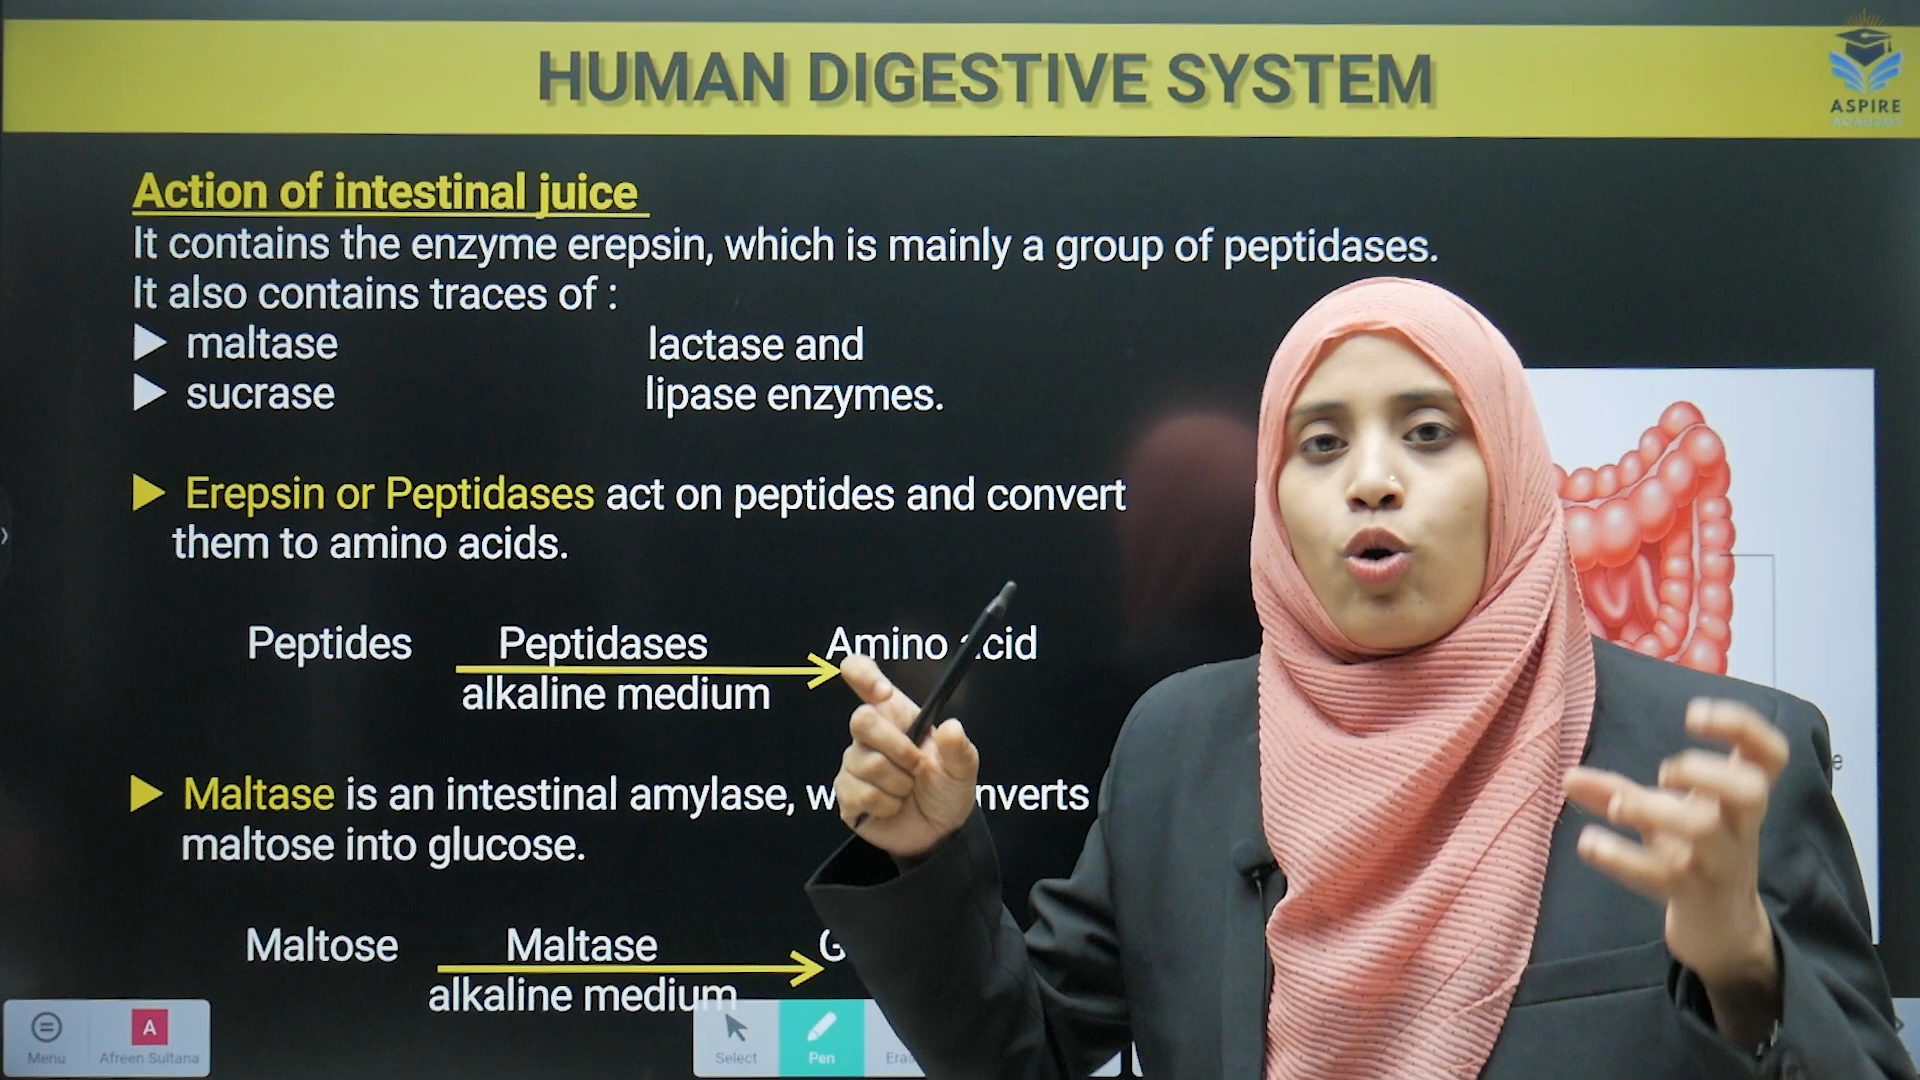 HUMAN DIGESTIVE SYSTEM
ASPIRE
ACADEMY
Action of intestinal juice
It contains the enzyme erepsin, which is mainly a group of peptidases.
It also contains traces of :
maltase lactase and
sucrase lipase enzymes.
Erepsin or Peptidases act on peptides and convert
them to amino acids.
Peptides Peptidases Amino
alkaline medium
Maltase is an intestinal amylase,
maltose into glucose.
Maltose Maltase
alkaline medium
Menu Afreen Sultana Select Pen